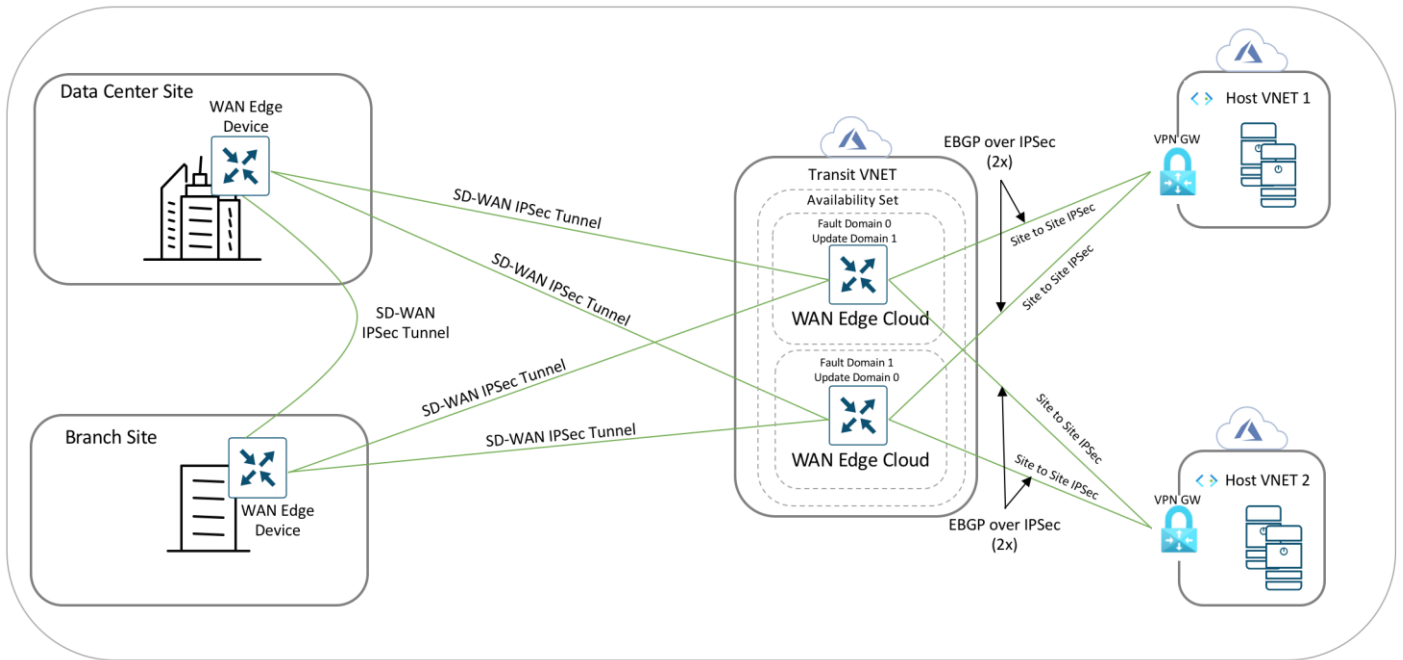 Data Center Site
WAN Edge
Device
SD-WAN IPSec Tunnel
SD-WAN IPSec Tunnel
SD-WAN
IPSec Tunnel
SD-WAN IPSec Tunnel
SD-WAN IPSec Tunnel
Branch Site
WAN Edge
Device
Transit VNET
Availability Set
Fault Domain 0
Update Domain 1
WAN Edge Cloud
Fault Domain 1
Update Domain 0
WAN Edge Cloud
EBGP over IPSec
(2x)
Site to Site IPSec
Site to Site IPSec
Site to Site IPSec
Site to Site IPSec
EBGP over IPSec
(2x)
Host VNET 1
VPN GW
Host VNET 2
VPN GW